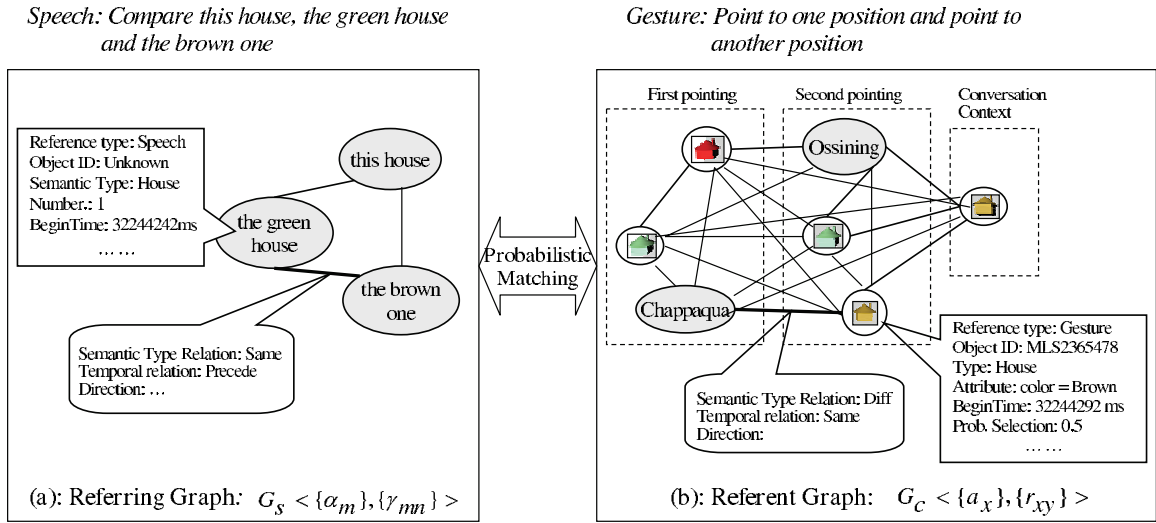 Speech: Compare this house, the green house
and the brown one
Gesture: Point to one position and point to
another position
Reference type: Speech
Object ID: Unknown
Semantic Type: House
Number.: 1
BeginTime: 32244242ms
... ...
this house
the green
house
the brown
one
Semantic Type Relation: Same
Temporal relation: Precede
Direction: ...
(a): Referring Graph: G_s < {α_m}, {γ_mn} >
Probabilistic
Matching
First pointing
Second pointing
Conversation
Context
Ossining
Chappaqua
Semantic Type Relation: Diff
Temporal relation: Same
Direction:
Reference type: Gesture
Object ID: MLS2365478
Type: House
Attribute: color = Brown
BeginTime: 32244292 ms
Prob. Selection: 0.5
... ...
(b): Referent Graph: G_c < {a_x}, {r_xy} >